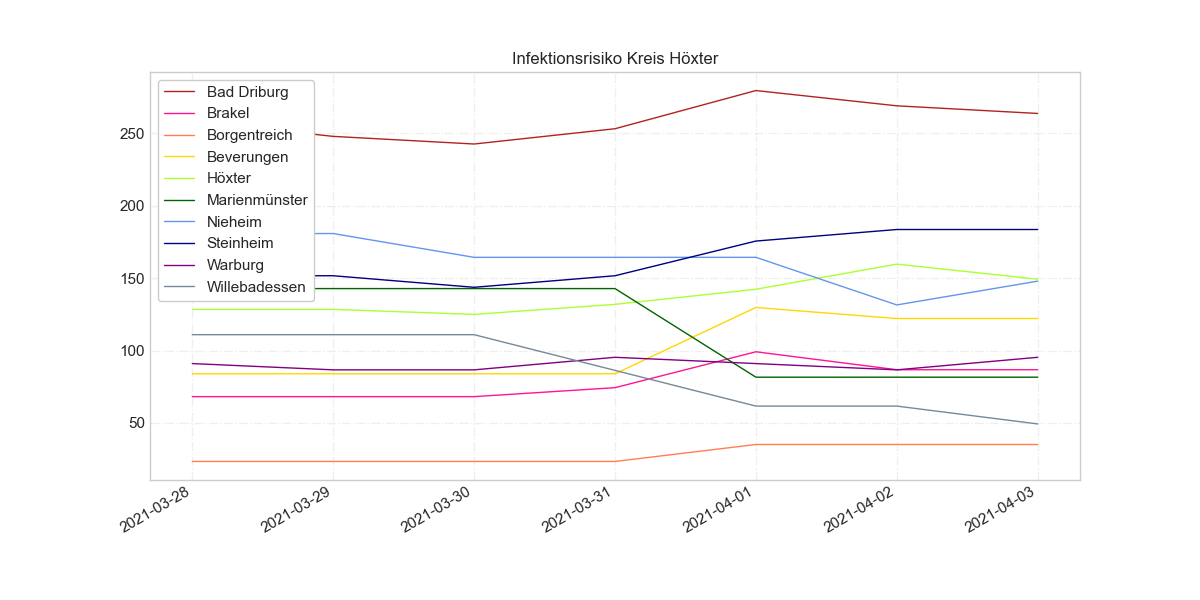 Infektionsrisiko Kreis Höxter
Bad Driburg
Brakel
Borgentreich
Beverungen
Höxter
Marienmünster
Nieheim
Steinheim
Warburg
Willebadessen
250
200
150
100
50
2021-03-28
2021-03-29
2021-03-30
2021-03-31
2021-04-01
2021-04-02
2021-04-03